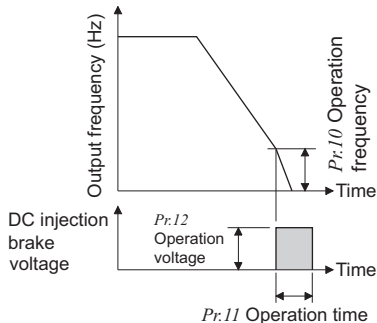 Output frequency (Hz)
Pr.10 Operation
frequency
Time
DC injection
brake
voltage
Pr.12
Operation
voltage
Time
Pr.11 Operation time